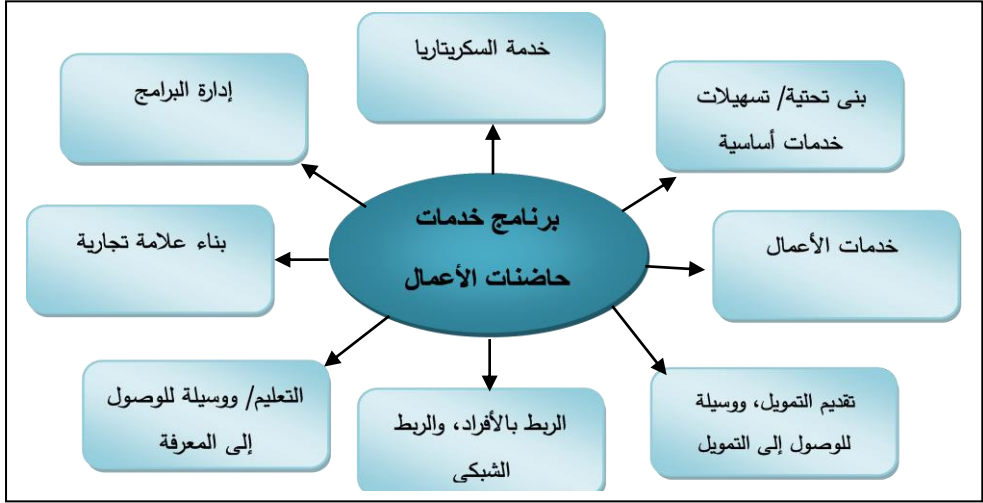 خدمة السكريتاريا
إدارة البرامج
بنى تحتية/ تسهيلات
خدمات أساسية
برنامج خدمات
حاضنات الأعمال
بناء علامة تجارية
خدمات الأعمال
التعليم/ ووسيلة للوصول
إلى المعرفة
الربط بالأفراد، والربط
الشبكي
تقديم التمويل، ووسيلة
للوصول إلى التمويل